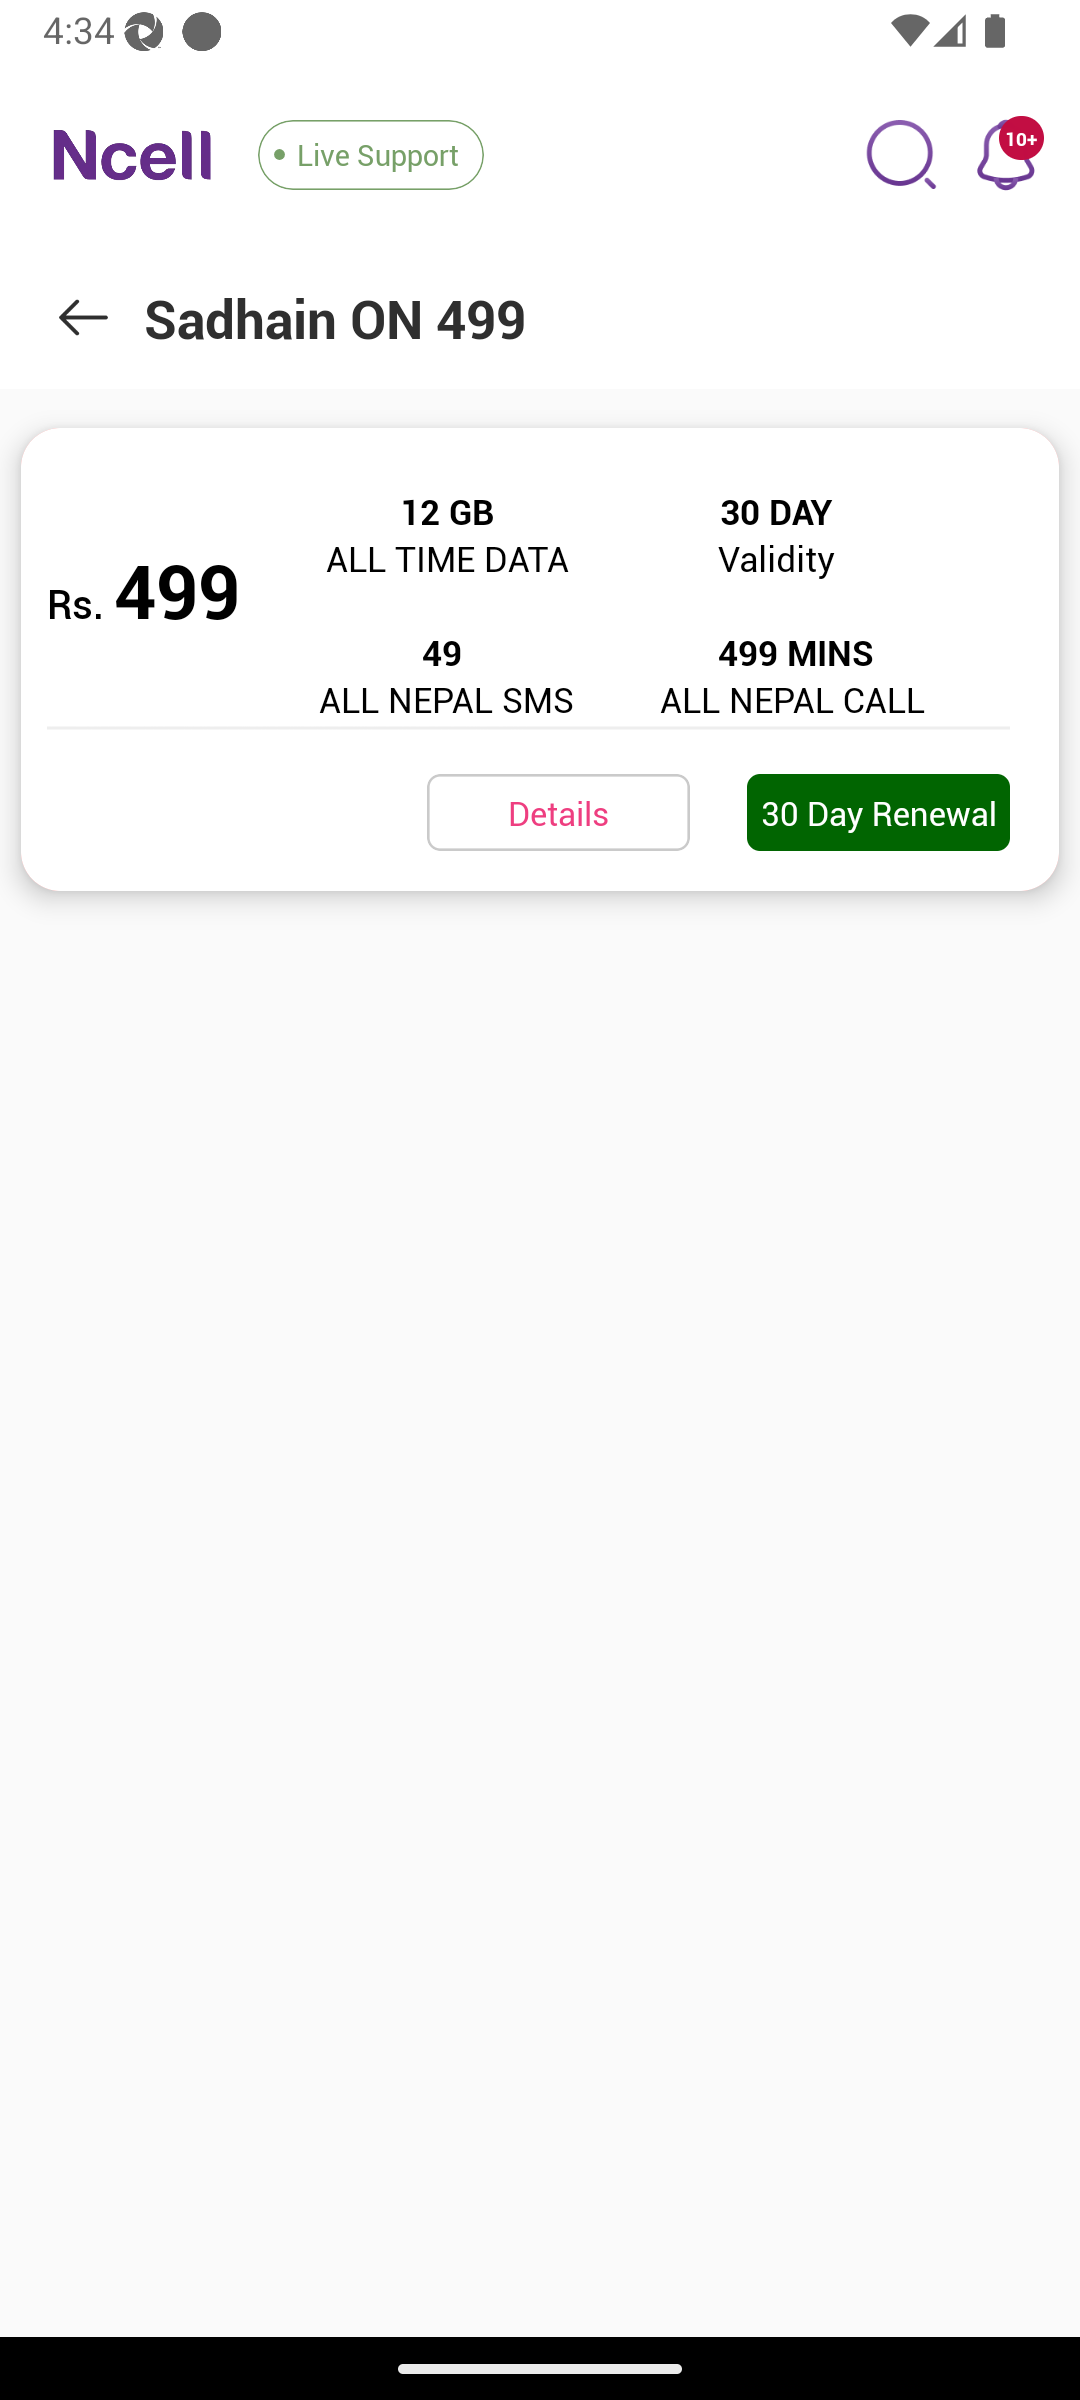 4:34
Ncell
Live Support
10+
Sadhain ON 499
12 GB
30 DAY
ALL TIME DATA
Validity
Rs. 499
49
499 MINS
ALL NEPAL SMS
ALL NEPAL CALL
Details
30 Day Renewal